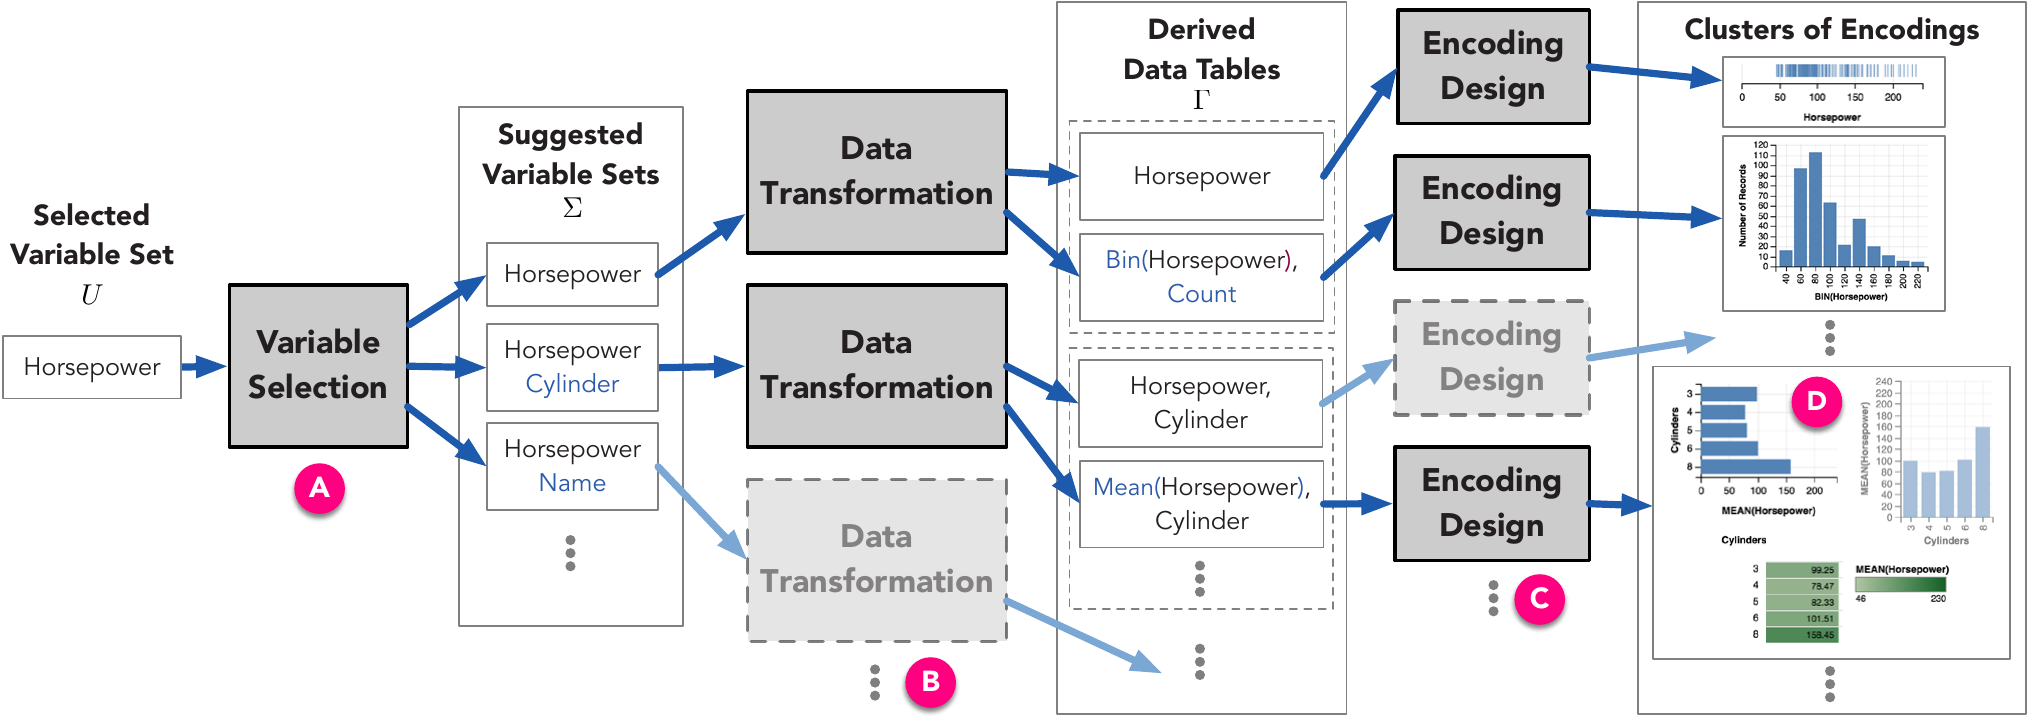 Selected
Variable Set
U
Horsepower
Variable
Selection
A
Suggested
Variable Sets
Σ
Horsepower
Horsepower
Cylinder
Horsepower
Name
Data
Transformation
Data
Transformation
Data
Transformation
B
Derived
Data Tables
Γ
Horsepower
Bin(Horsepower),
Count
Horsepower,
Cylinder
Mean(Horsepower),
Cylinder
Encoding
Design
Encoding
Design
Encoding
Design
Encoding
Design
C
Clusters of Encodings
0 50 100 150 200
Horsepower
120
110
100
90
80
70
60
50
40
30
20
10
0
Number of Records
40 60 80 100 120 140 160 180 200 220
BIN(Horsepower)
D
Cylinders
3
4
5
6
8
0 50 100 150 200
MEAN(Horsepower)
240
220
200
180
160
140
120
100
80
60
40
20
0
MEAN(Horsepower)
3 4 5 6 8
Cylinders
Cylinders
3 99.25
4 78.47
5 82.33
6 101.51
8 158.45
MEAN(Horsepower)
46 230